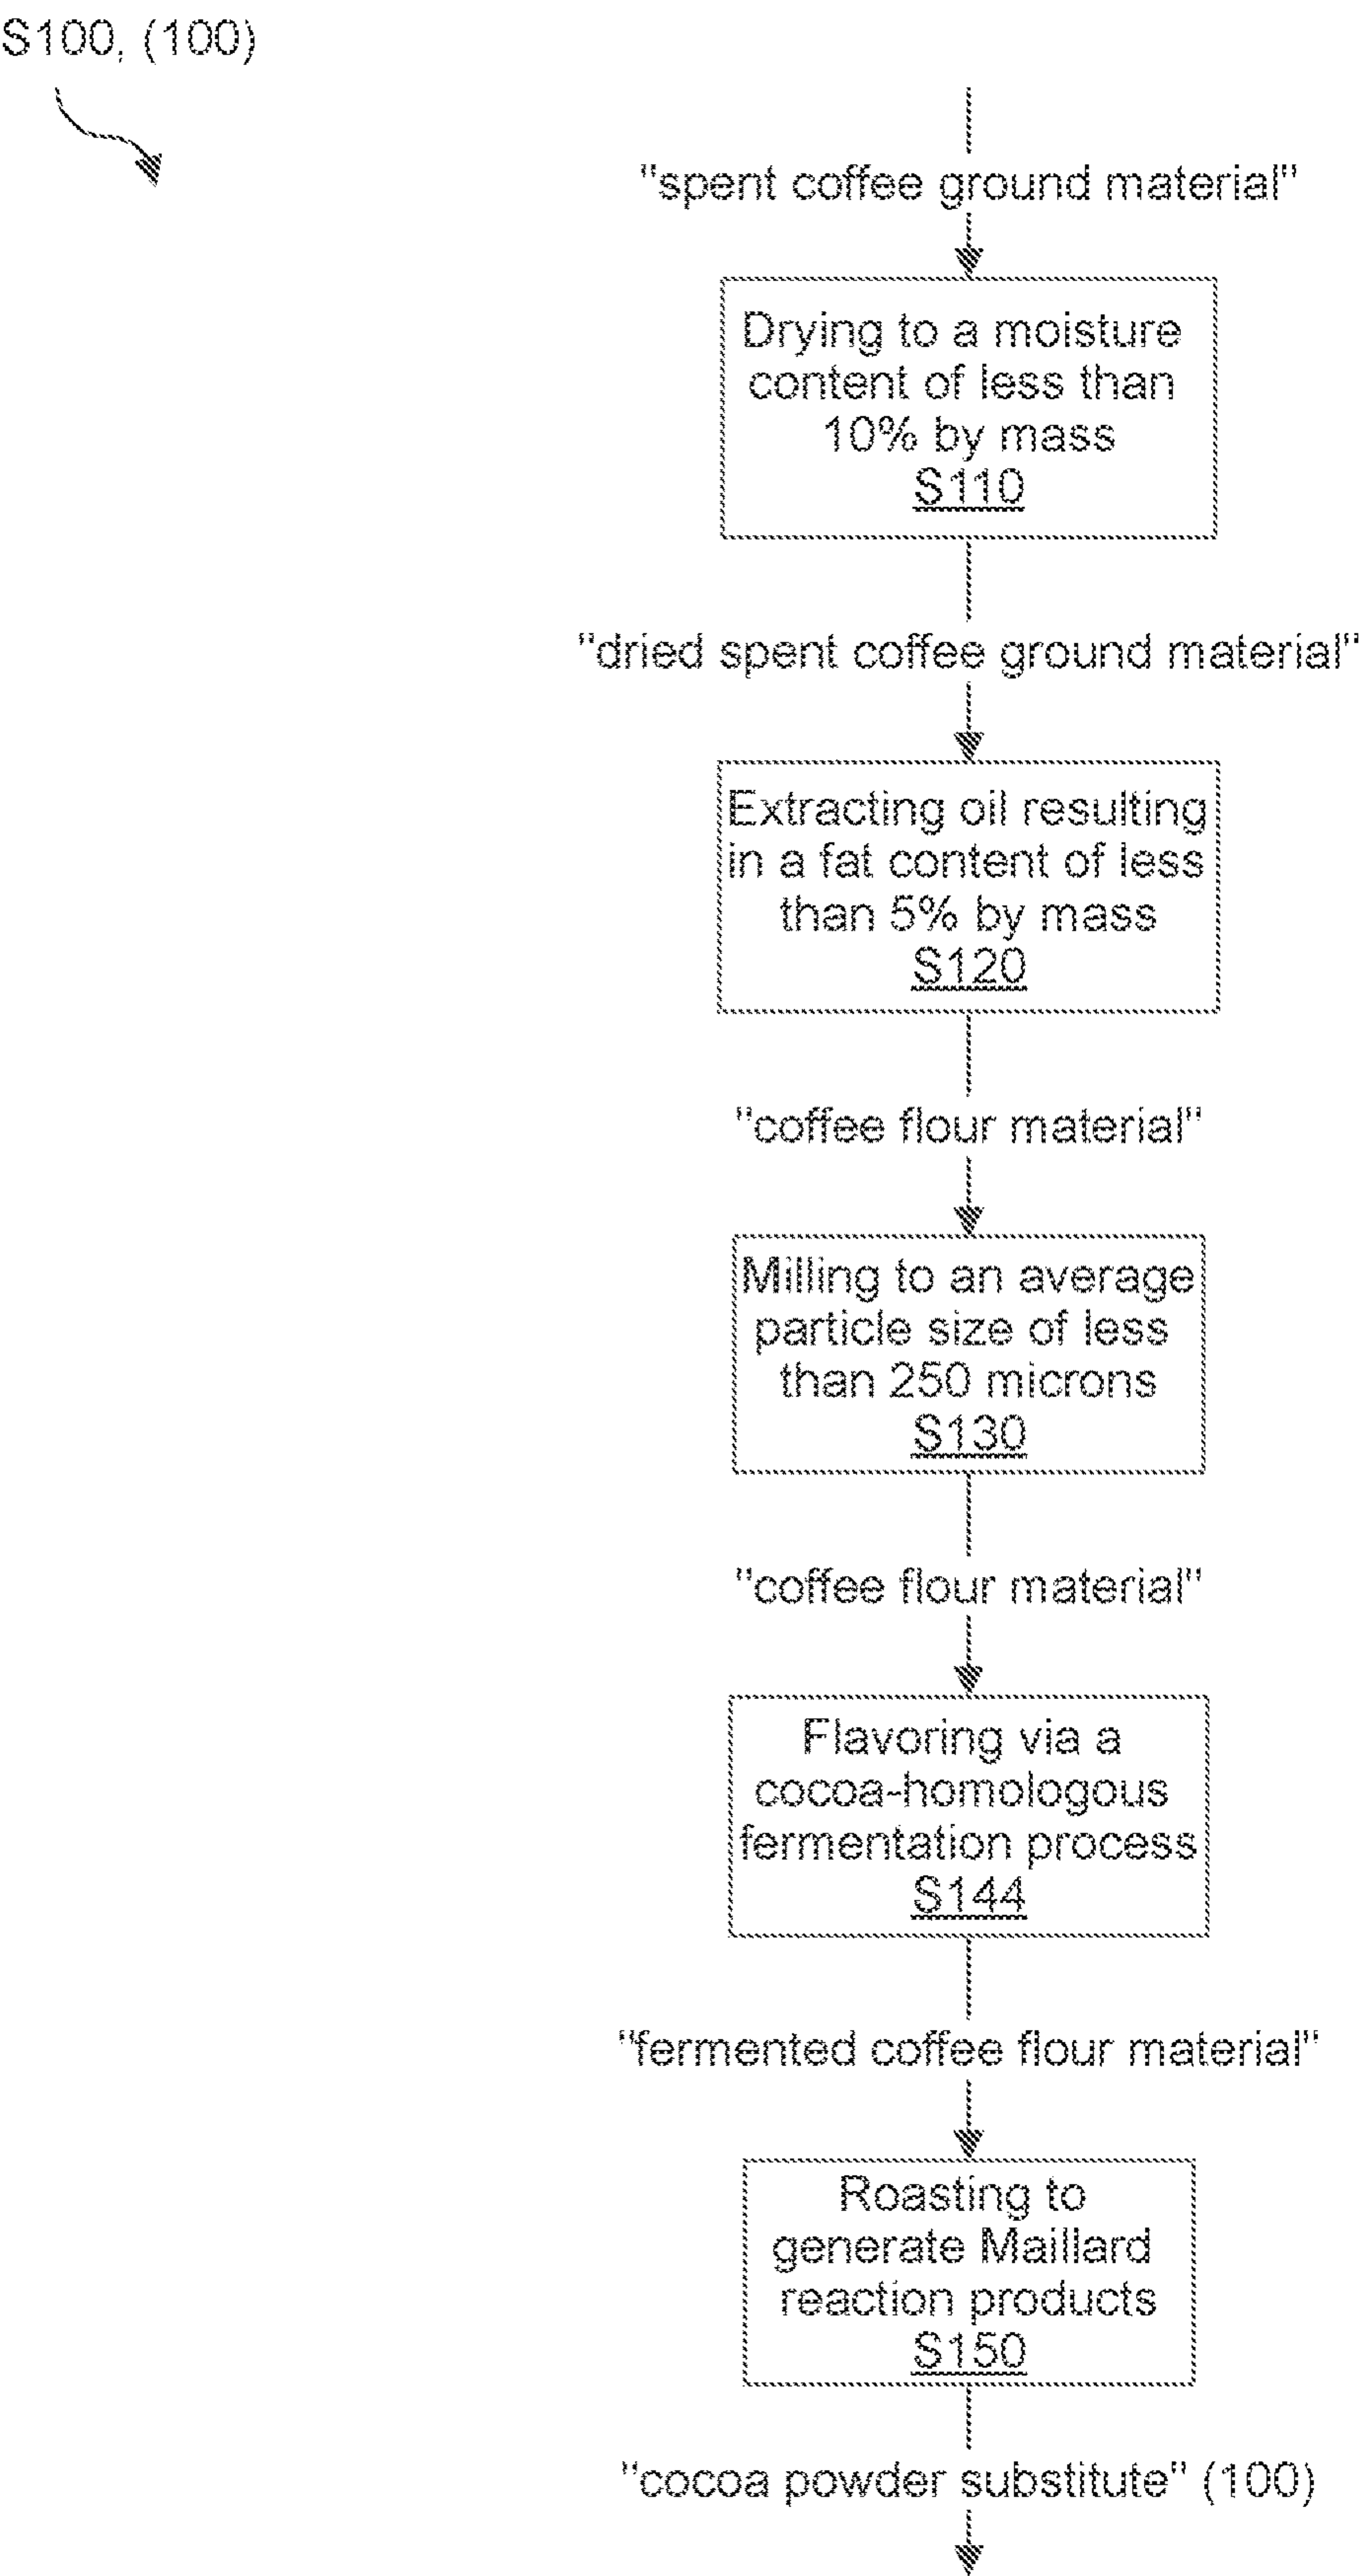 S100, (100)
"spent coffee ground material"
Drying to a moisture
content of less than
10% by mass
S110
"dried spent coffee ground material"
Extracting oil resulting
in a fat content of less
than 5% by mass
S120
"coffee flour material"
Milling to an average
particle size of less
than 250 microns
S130
"coffee flour material"
Flavoring via a
cocoa-homologous
fermentation process
S144
"fermented coffee flour material"
Roasting to
generate Maillard
reaction products
S150
"cocoa powder substitute" (100)